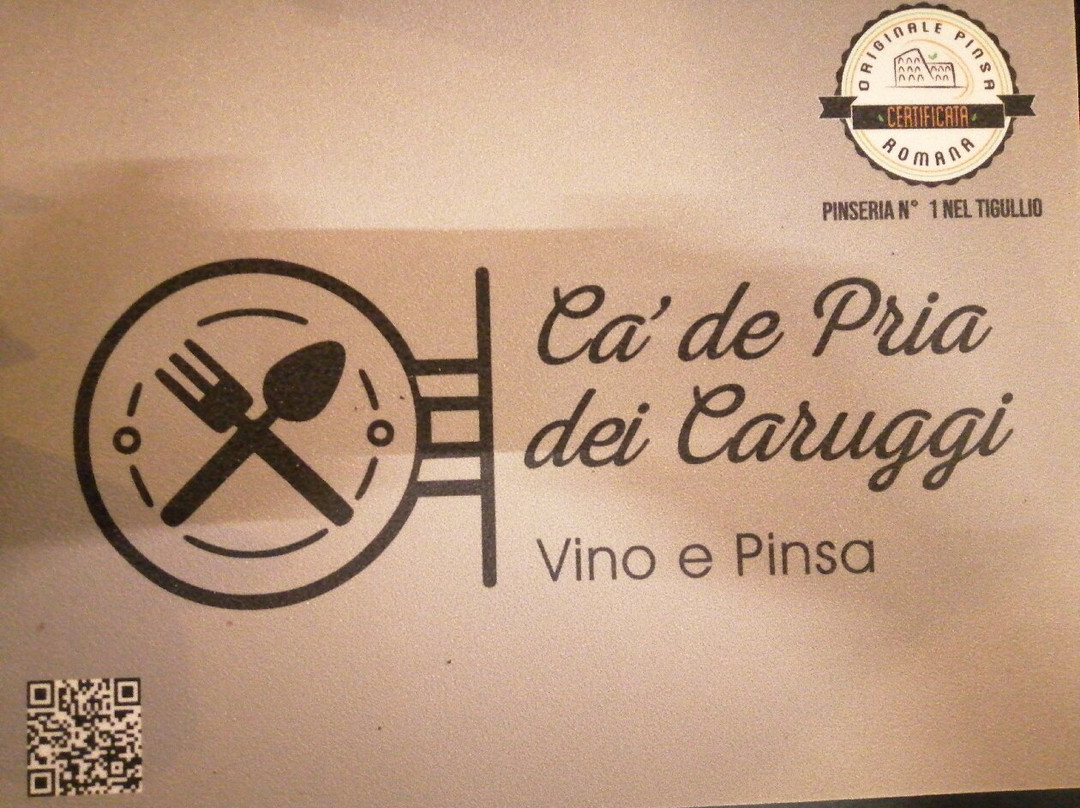 ORIGINALE PINSA
CERTIFICATA
ROMANA
PINSERIA N° 1 NEL TIGULLIO
Ca' de Pria
dei Caruggi
Vino e Pinsa